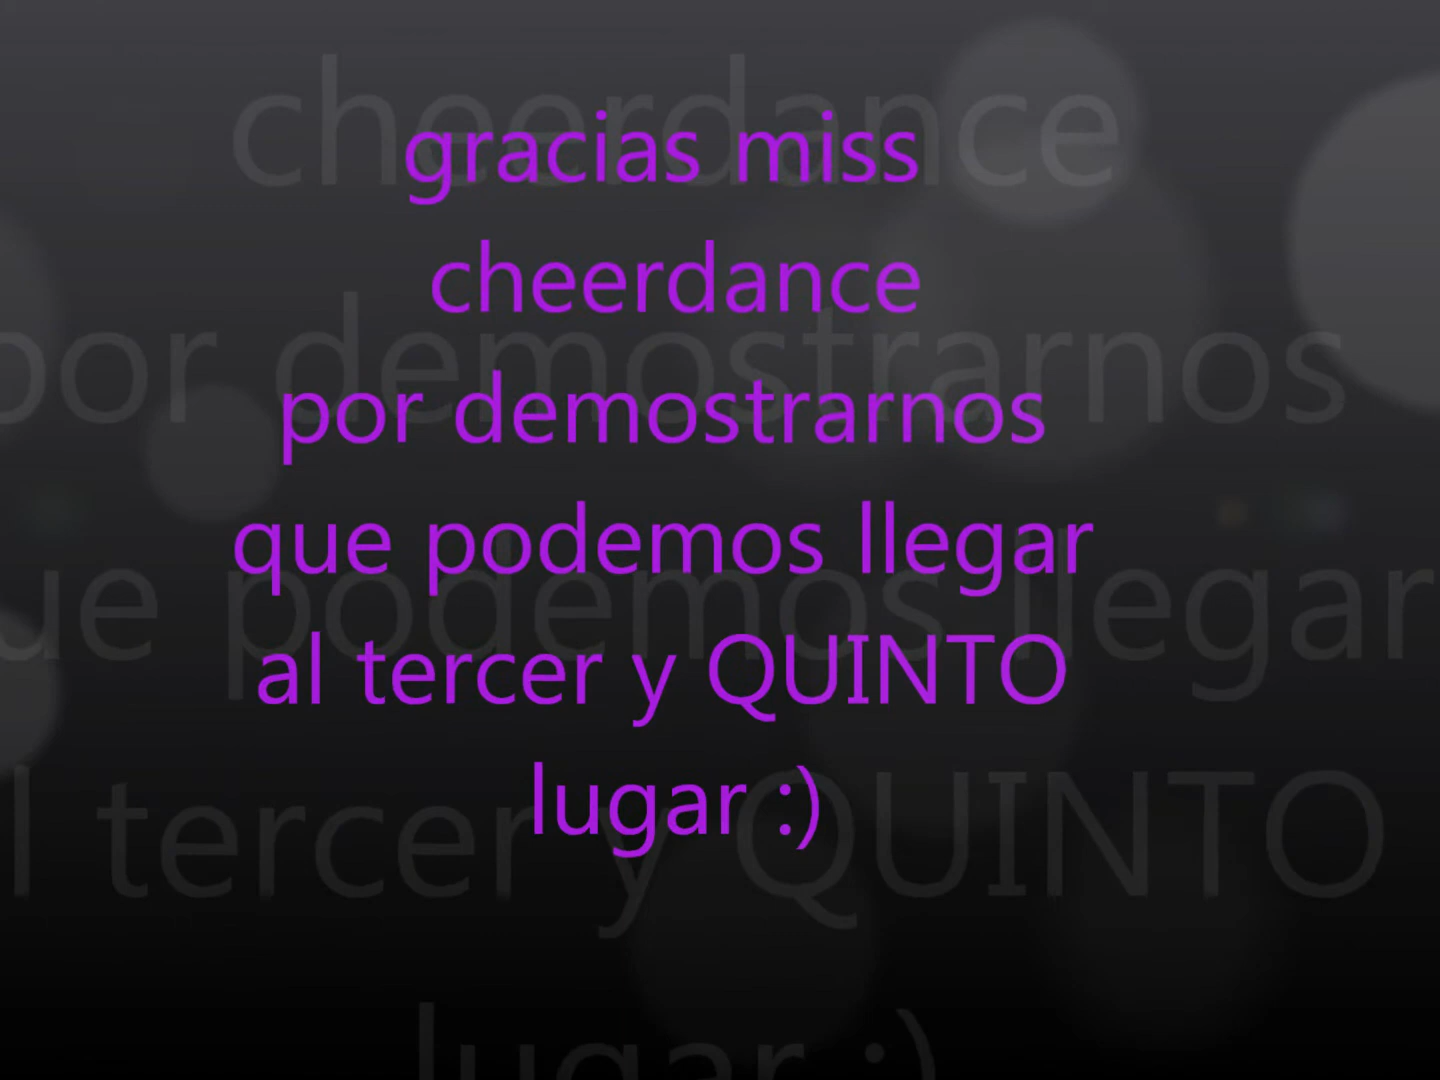 gracias miss
cheerdance
por demostrarnos
que podemos llegar
al tercer y QUINTO
lugar :)